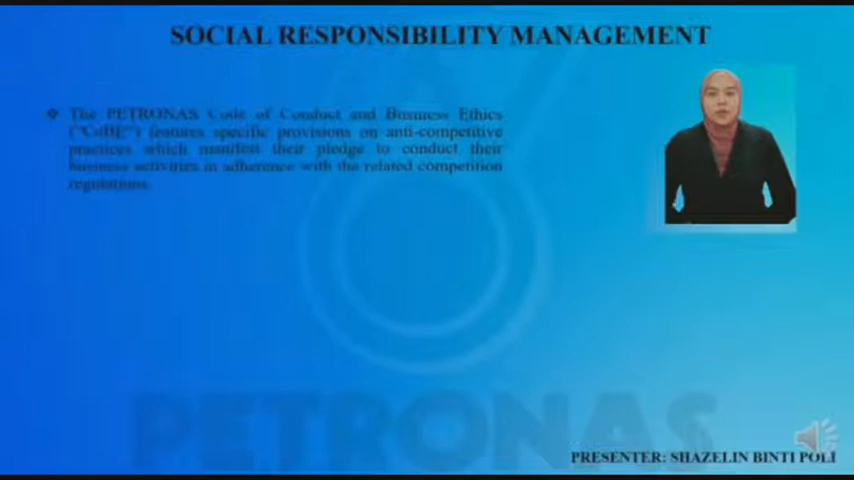 SOCIAL RESPONSIBILITY MANAGEMENT
❖ The PETRONAS Code of Conduct and Business Ethics
("CoBE") features specific provisions on anti-competitive
practices which manifest their pledge to conduct their
business activities in adherence with the related competition
regulations.
PETRONAS
PRESENTER: SHAZELIN BINTI POLI